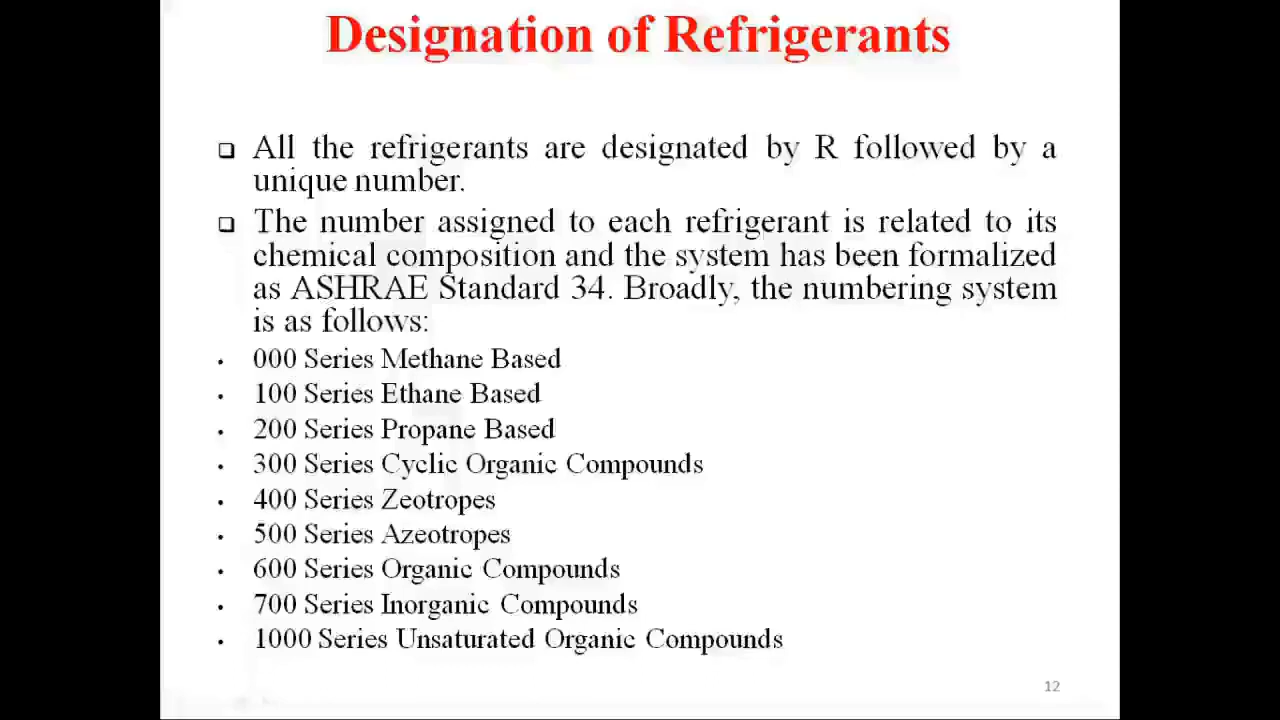 Designation of Refrigerants
❑ All the refrigerants are designated by R followed by a
unique number.
❑ The number assigned to each refrigerant is related to its
chemical composition and the system has been formalized
as ASHRAE Standard 34. Broadly, the numbering system
is as follows:
• 000 Series Methane Based
• 100 Series Ethane Based
• 200 Series Propane Based
• 300 Series Cyclic Organic Compounds
• 400 Series Zeotropes
• 500 Series Azeotropes
• 600 Series Organic Compounds
• 700 Series Inorganic Compounds
• 1000 Series Unsaturated Organic Compounds
12